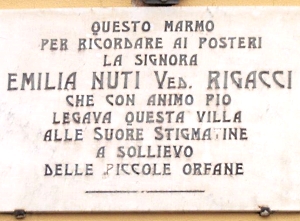 QUESTO MARMO
PER RICORDARE AI POSTERI
LA SIGNORA
EMILIA NUTI VED. RIGACCI
CHE CON ANIMO PIO
LEGAVA QUESTA VILLA
ALLE SUORE STIGMATINE
A SOLLIEVO
DELLE PICCOLE ORFANE